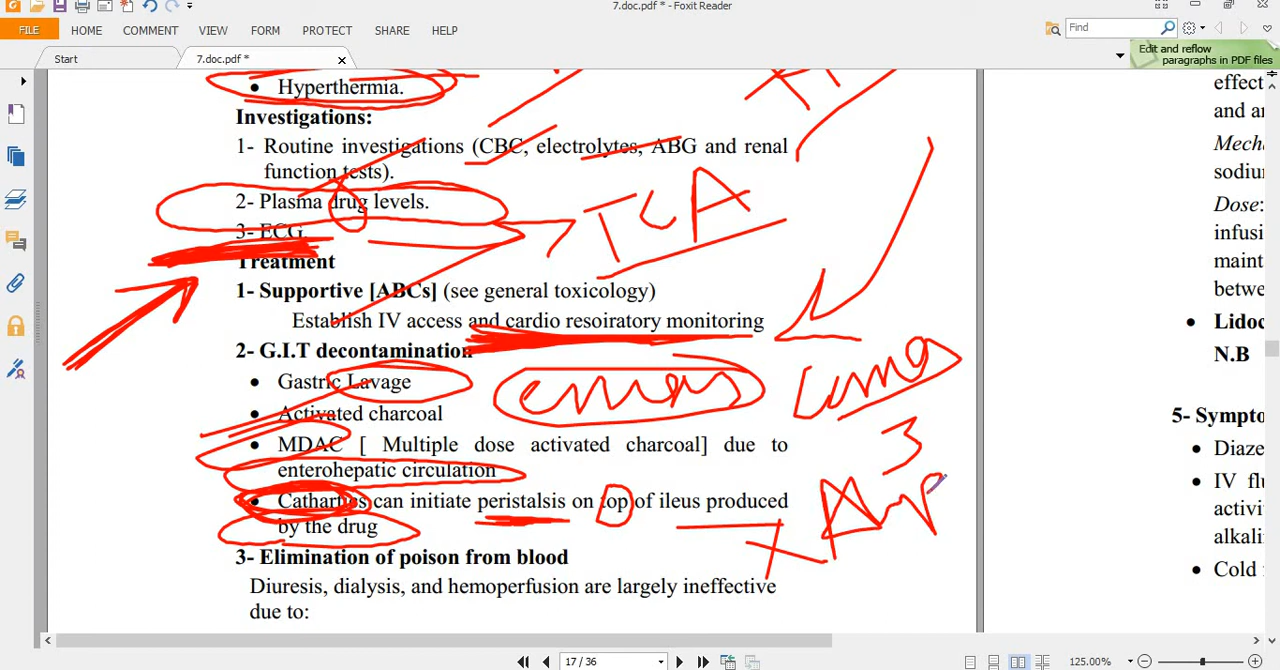 7.doc.pdf * - Foxit Reader
FILE HOME COMMENT VIEW FORM PROTECT SHARE HELP
Find
Start 7.doc.pdf *
Edit and reflow
paragraphs in PDF files
• Hyperthermia.
Investigations:
1- Routine investigations (CBC, electrolytes, ABG and renal
function tests).
2- Plasma drug levels.
3- ECG.
TCA
Treatment
1- Supportive [ABCs] (see general toxicology)
Establish IV access and cardio resoiratory monitoring
2- G.I.T decontamination
• Gastric Lavage
• Activated charcoal
• MDAC [ Multiple dose activated charcoal] due to
enterohepatic circulation
3
• Cathartics can initiate peristalsis on top of ileus produced
by the drug
3- Elimination of poison from blood
Diuresis, dialysis, and hemoperfusion are largely ineffective
due to:
effect
and ar
Mecha
sodiu
Dose:
infusi
maint
betwe
• Lidoc
N.B
5- Sympto
• Diaze
• IV flu
activi
alkali
• Cold
17 / 36
125.00%